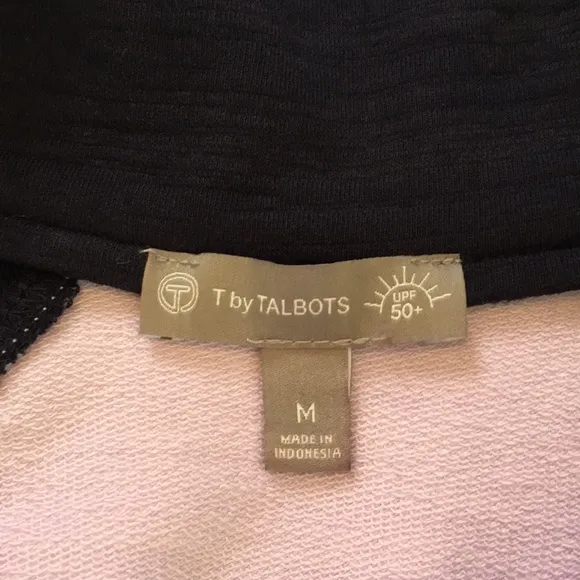 T
T by TALBOTS
UPF
50+
M
MADE IN
INDONESIA